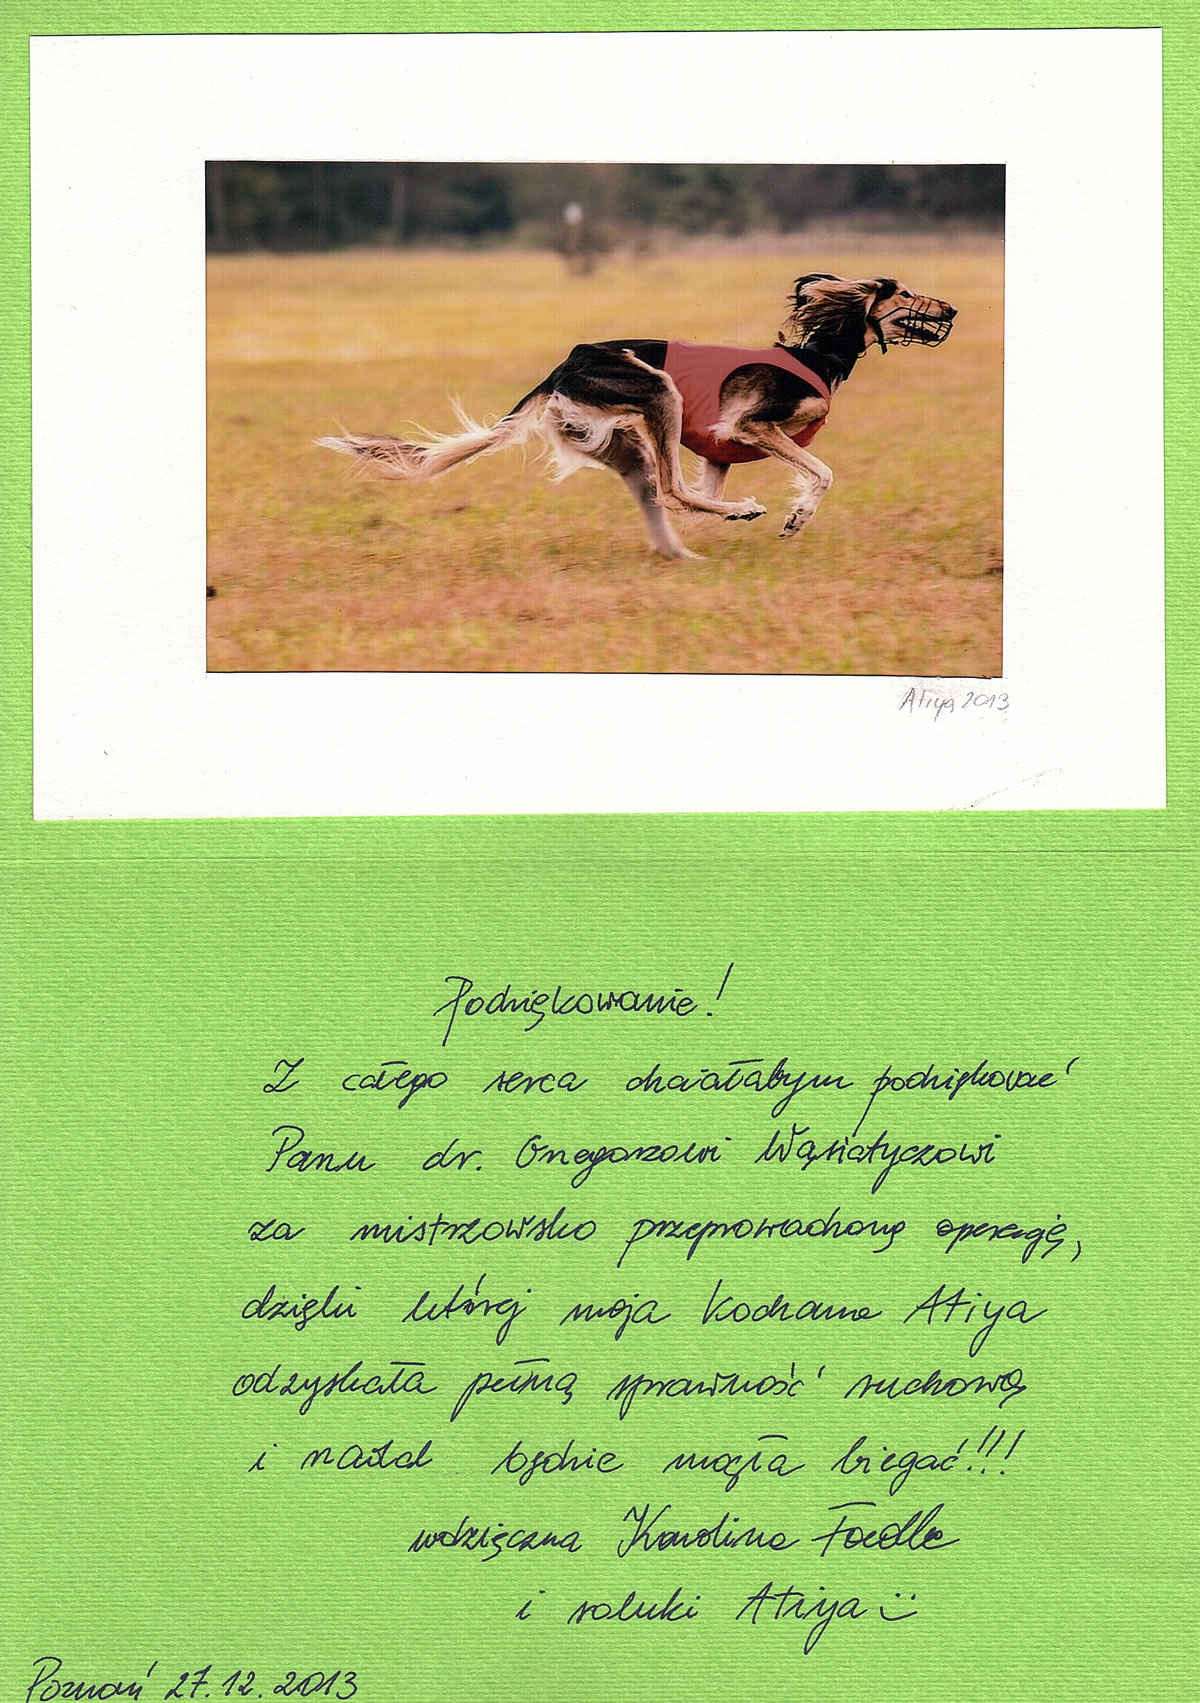 Atiya 2013
Podziękowanie!
Z całego serca chciałabym podziękować
Panu dr. Grzegorzowi Wąsiatyczowi
za mistrzowsko przeprowadzoną operację,
dzięki której moja kochana Atiya
odzyskała pełną sprawność ruchową
i nadal będzie mogła biegać!!!
wdzięczna Karolina
i saluki Atiya :)
Poznań 27.12.2013